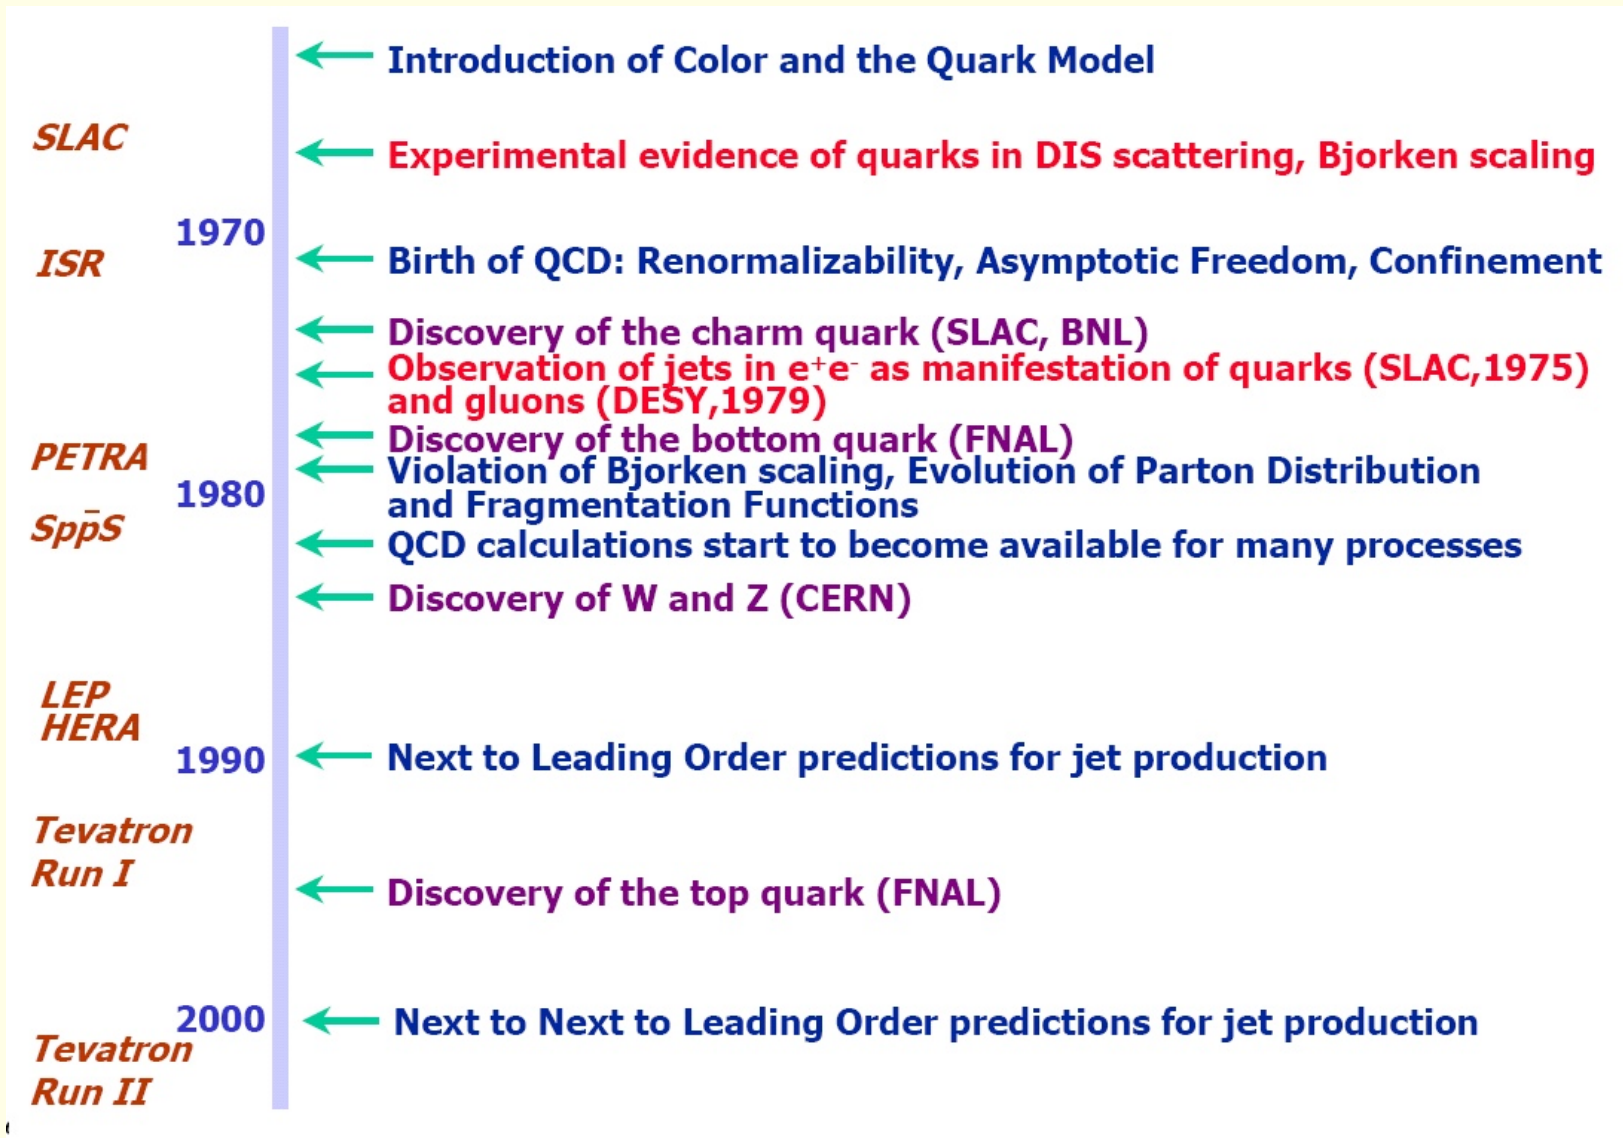 Introduction of Color and the Quark Model
SLAC
Experimental evidence of quarks in DIS scattering, Bjorken scaling
1970
ISR
Birth of QCD: Renormalizability, Asymptotic Freedom, Confinement
Discovery of the charm quark (SLAC, BNL)
Observation of jets in e⁺e⁻ as manifestation of quarks (SLAC,1975)
and gluons (DESY,1979)
Discovery of the bottom quark (FNAL)
PETRA
Violation of Bjorken scaling, Evolution of Parton Distribution
1980
and Fragmentation Functions
Spp̄S
QCD calculations start to become available for many processes
Discovery of W and Z (CERN)
LEP
HERA
1990
Next to Leading Order predictions for jet production
Tevatron
Run I
Discovery of the top quark (FNAL)
2000
Next to Next to Leading Order predictions for jet production
Tevatron
Run II